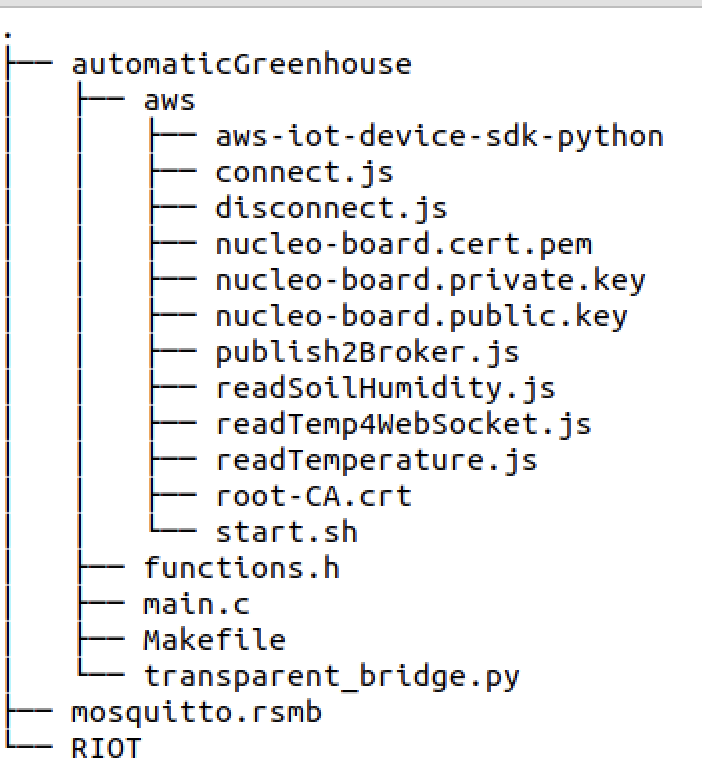 .
├── automaticGreenhouse
│   ├── aws
│   │   ├── aws-iot-device-sdk-python
│   │   ├── connect.js
│   │   ├── disconnect.js
│   │   ├── nucleo-board.cert.pem
│   │   ├── nucleo-board.private.key
│   │   ├── nucleo-board.public.key
│   │   ├── publish2Broker.js
│   │   ├── readSoilHumidity.js
│   │   ├── readTemp4WebSocket.js
│   │   ├── readTemperature.js
│   │   ├── root-CA.crt
│   │   └── start.sh
│   ├── functions.h
│   ├── main.c
│   ├── Makefile
│   └── transparent_bridge.py
├── mosquitto.rsmb
└── RIOT